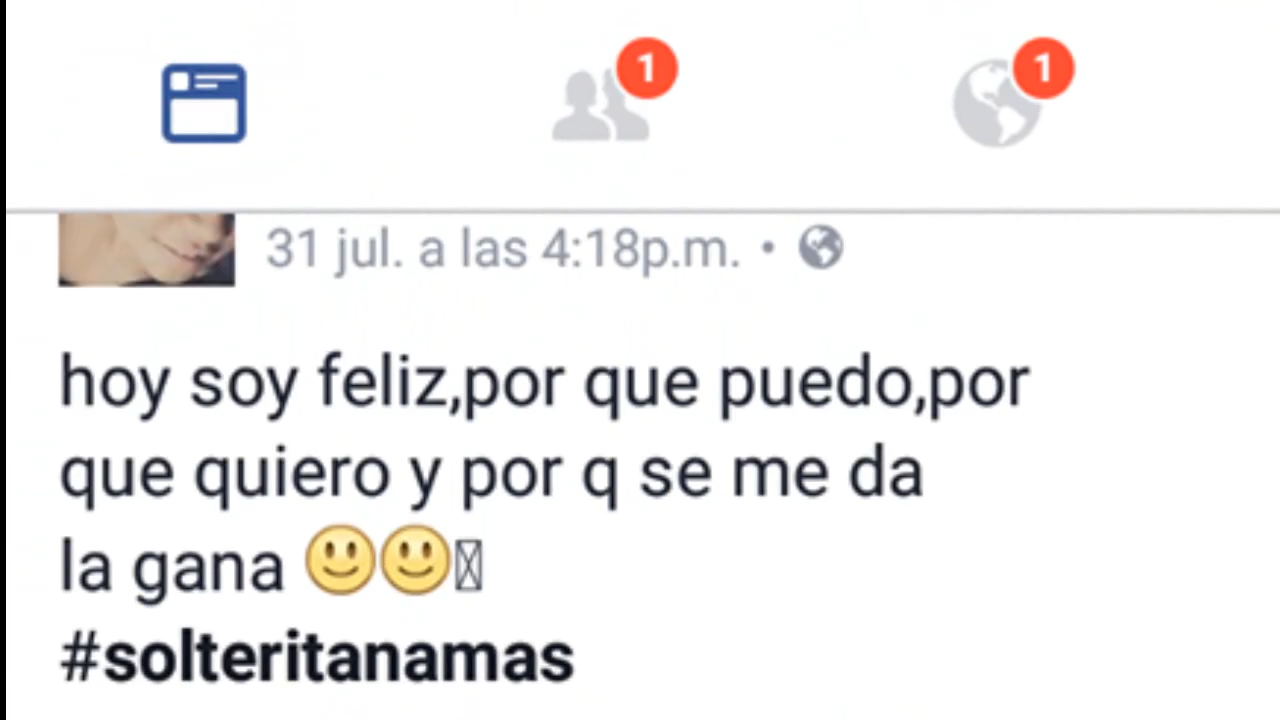 1
1
31 jul. a las 4:18p.m. •
hoy soy feliz,por que puedo,por
que quiero y por q se me da
la gana 🙂🙂
#solteritanamas